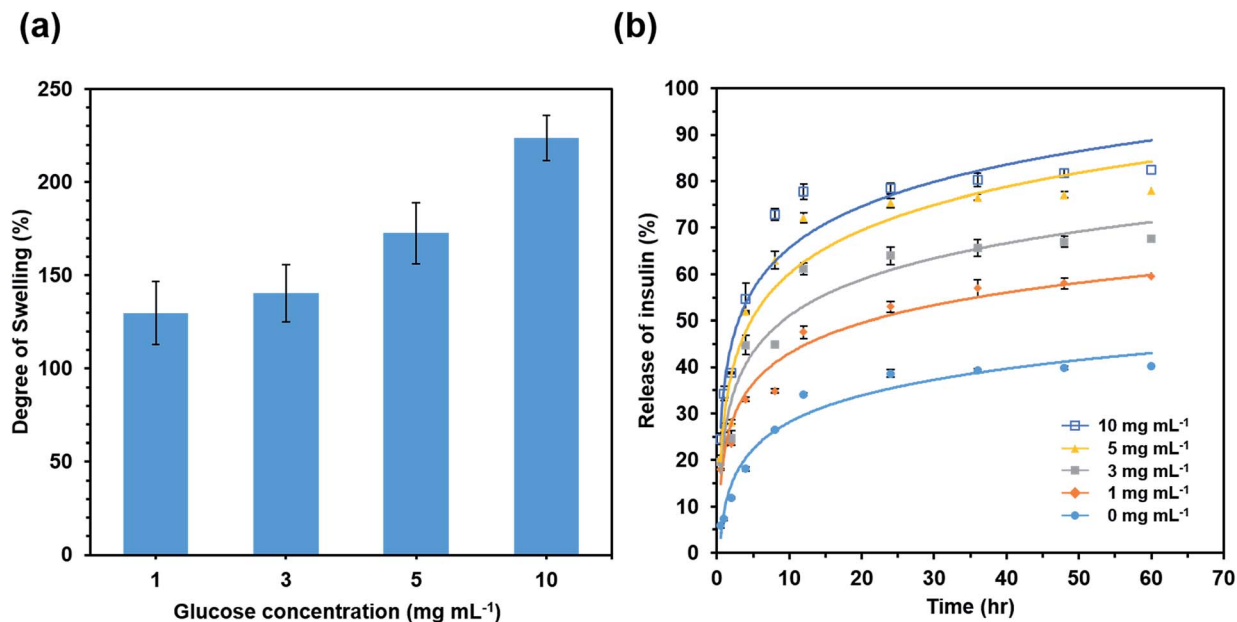 (a)
250
200
150
100
50
0
Degree of Swelling (%)
1 3 5 10
Glucose concentration (mg mL⁻¹)
(b)
100
90
80
70
60
50
40
30
20
10
0
Release of insulin (%)
10 mg mL⁻¹
5 mg mL⁻¹
3 mg mL⁻¹
1 mg mL⁻¹
0 mg mL⁻¹
0 10 20 30 40 50 60 70
Time (hr)